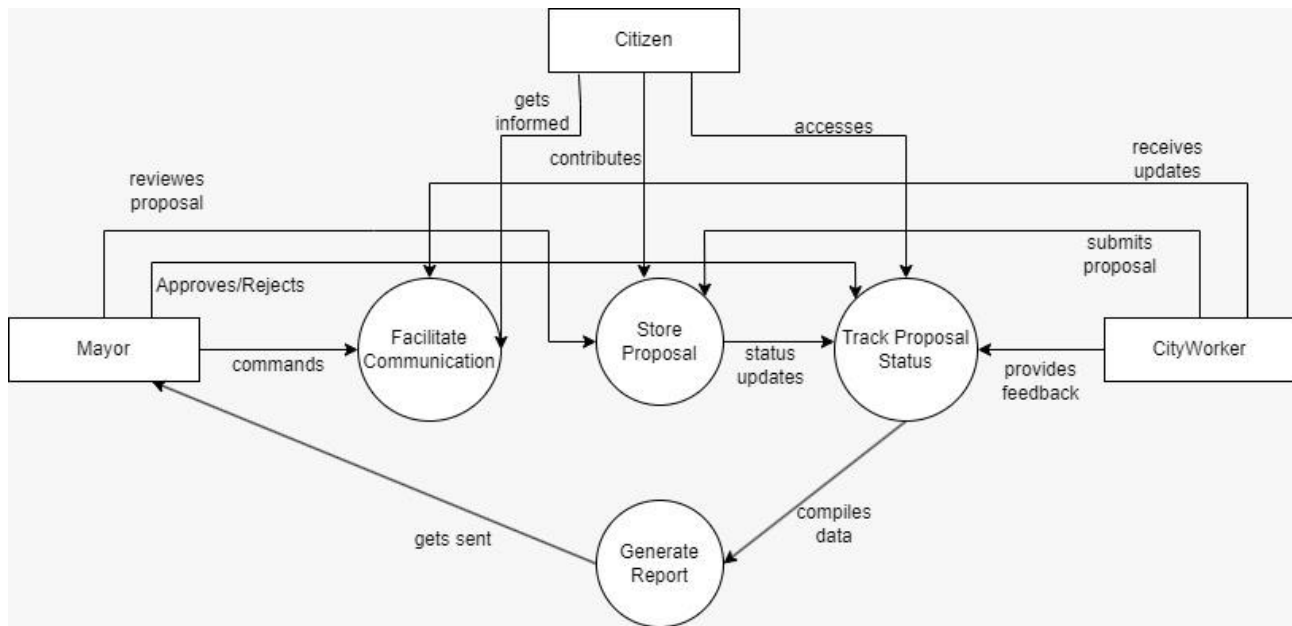 Citizen
gets
informed
accesses
contributes
receives
updates
reviewes
proposal
submits
proposal
Approves/Rejects
Mayor
commands
Facilitate
Communication
Store
Proposal
status
updates
Track Proposal
Status
provides
feedback
CityWorker
gets sent
compiles
data
Generate
Report